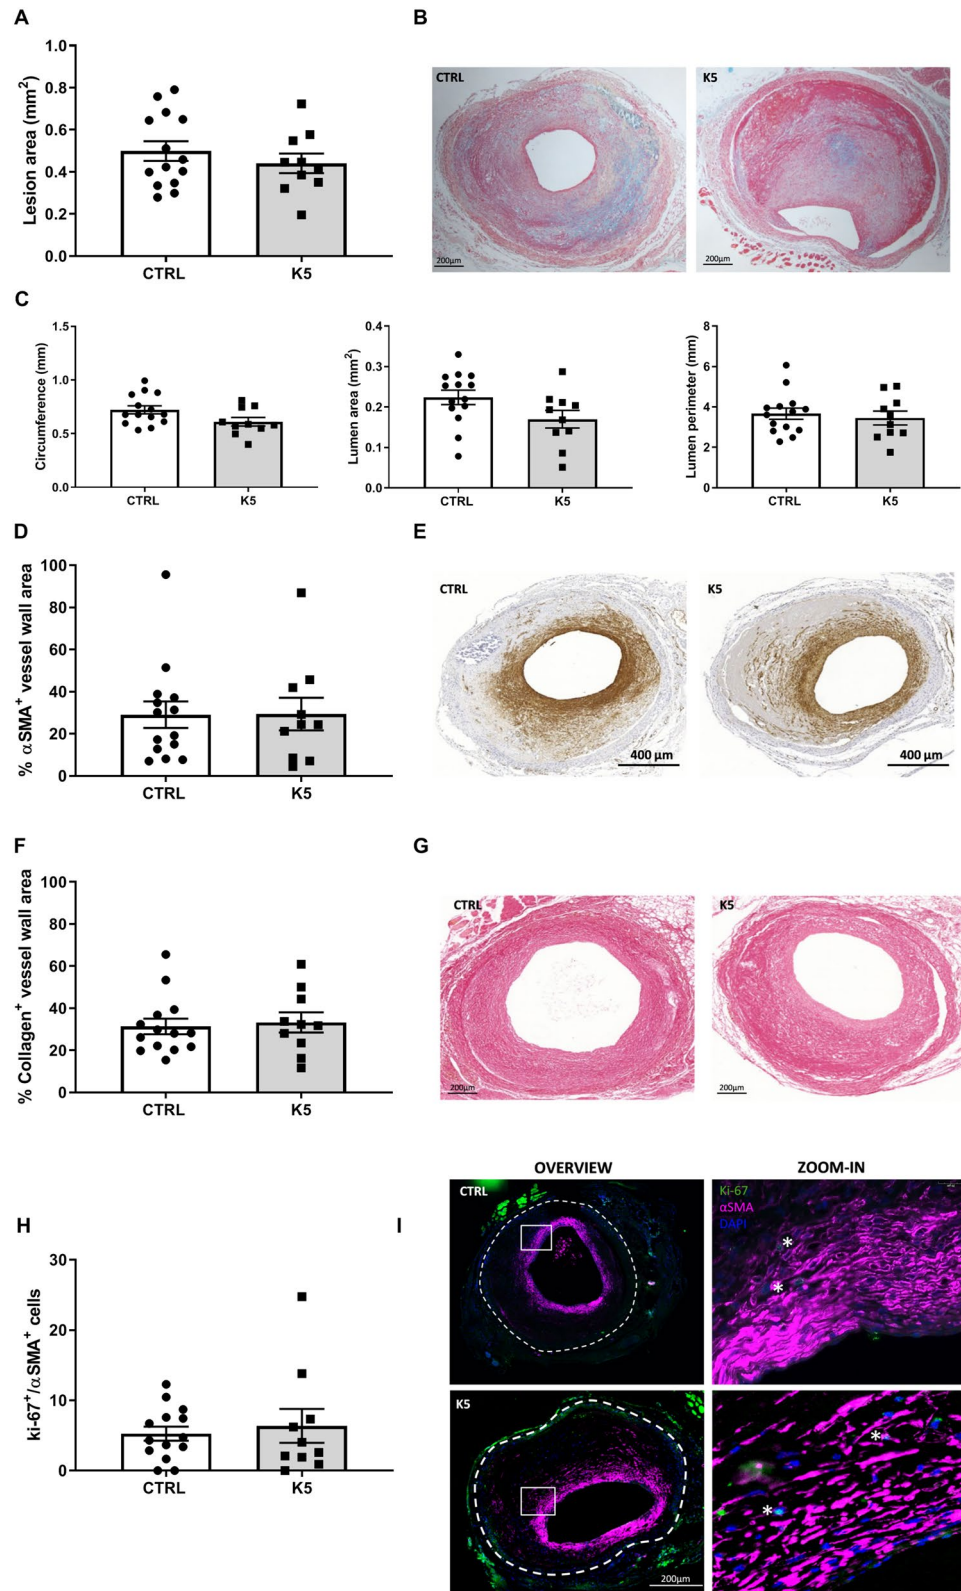 A
Lesion area (mm²)
1.0
0.8
0.6
0.4
0.2
0.0
CTRL K5
B
CTRL
200µm
K5
200µm
C
Circumference (mm)
1.5
1.0
0.5
0.0
CTRL K5
Lumen area (mm²)
0.4
0.3
0.2
0.1
0.0
CTRL K5
Lumen perimeter (mm)
8
6
4
2
0
CTRL K5
D
% αSMA⁺ vessel wall area
100
80
60
40
20
0
CTRL K5
E
CTRL
400 µm
K5
400 µm
F
% Collagen⁺ vessel wall area
100
80
60
40
20
0
CTRL K5
G
CTRL
200µm
K5
200µm
H
ki-67⁺/αSMA⁺ cells
30
20
10
0
CTRL K5
I
OVERVIEW ZOOM-IN
CTRL
Ki-67
αSMA
DAPI
*
*
K5
200µm
*
*